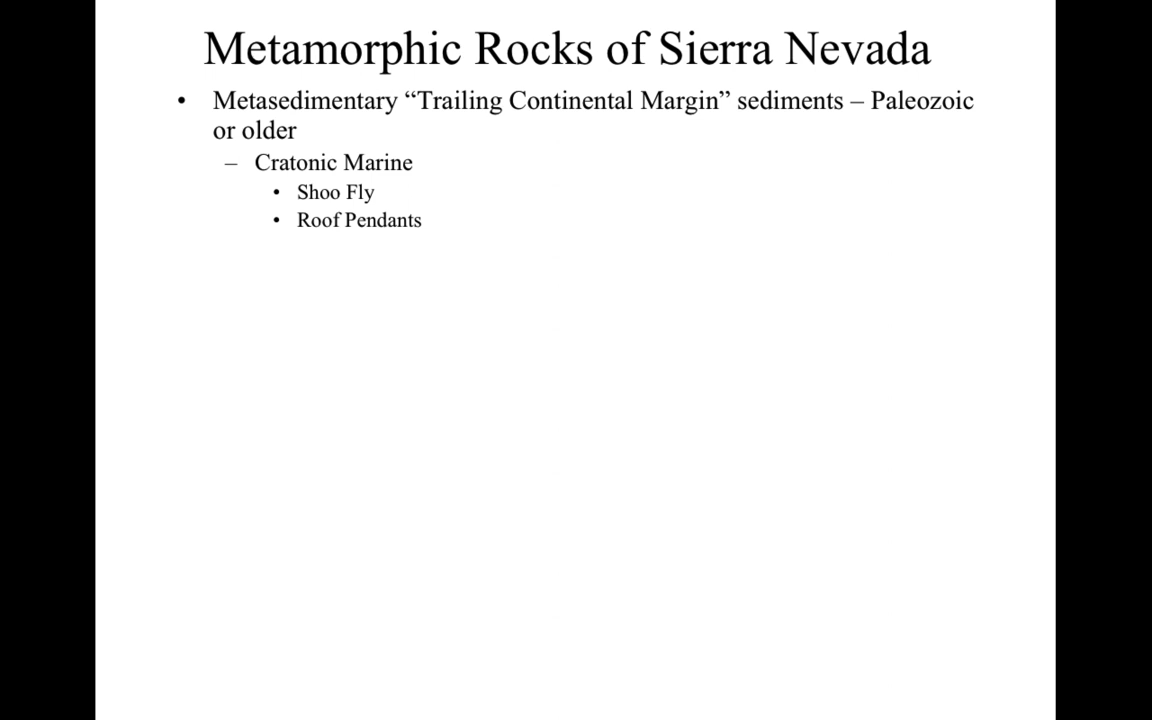 Metamorphic Rocks of Sierra Nevada
• Metasedimentary “Trailing Continental Margin” sediments – Paleozoic
or older
– Cratonic Marine
• Shoo Fly
• Roof Pendants